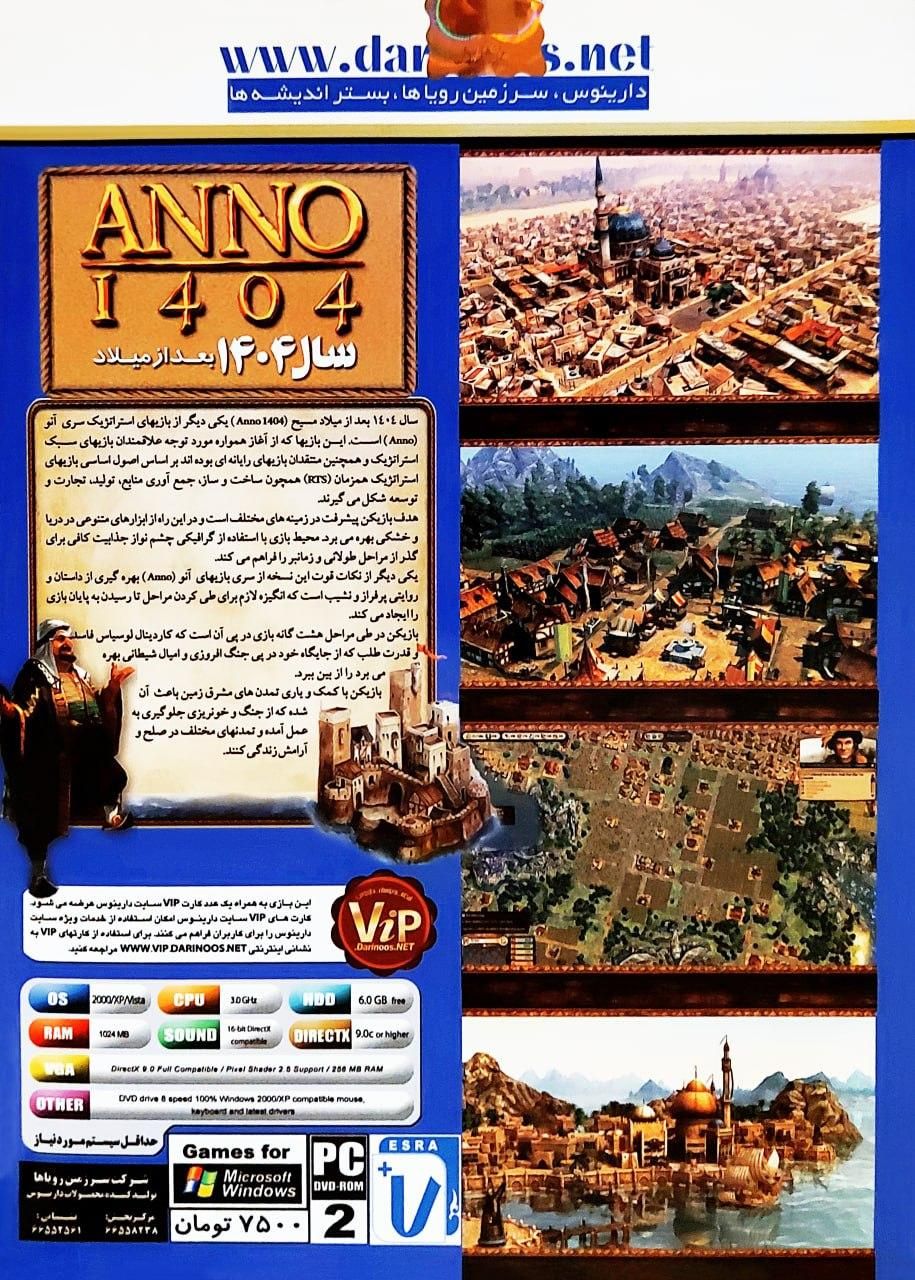 www.dar s.net
دارینوس، سرزمین رویاها، بستر اندیشه ها
ANNO
1404
سال ۱۴۰۴ بعد از میلاد
سال ۱٤۰٤ بعد از میلاد مسیح (Anno 1404) یکی دیگر از بازیهای استراتژیک سری آنو
(Anno) است. این بازیها که از آغاز همواره مورد توجه علاقمندان بازیهای سبک
استراتژیک و همچنین منتقدان بازیهای رایانه ای بوده اند بر اساس اصول اساسی بازیهای
استراتژیک همزمان (RTS) همچون ساخت و ساز، جمع آوری منابع، تولید، تجارت و
توسعه شکل می گیرند.
هدف بازیکن پیشرفت در زمینه های مختلف است و در این راه از ابزارهای متنوعی در دریا
و خشکی بهره می برد. محیط بازی با استفاده از گرافیکی چشم نواز جذابیت کافی برای
گذر از مراحل طولانی و زمانبر را فراهم می کند.
یکی دیگر از نکات قوت این نسخه از سری بازیهای آنو (Anno) بهره گیری از داستان و
روایتی پرفراز و نشیب است که انگیزه لازم برای طی کردن مراحل تا رسیدن به پایان بازی
را ایجاد می کند.
بازیکن در طی مراحل هشت گانه بازی در پی آن است که کاردینال لوسیاس فاسد
و قدرت طلب که از جایگاه خود در پی جنگ افروزی و امیال شیطانی بهره
می برد را از بین ببرد.
بازیکن با کمک و یاری تمدن های مشرق زمین باعث آن
شده که از جنگ و خونریزی جلوگیری به
عمل آمده و تمدنهای مختلف در صلح و
آرامش زندگی کنند.
این بازی به همراه یک عدد کارت VIP سایت دارینوس عرضه می شود.
کارت های VIP سایت دارینوس امکان استفاده از خدمات ویژه سایت
دارینوس را برای کاربران فراهم می کنند. برای استفاده از کارتهای VIP به
نشانی اینترنتی WWW.VIP.DARINOOS.NET مراجعه کنید.
ViP
.Darinoos.NET
OS 2000/XP/Vista CPU 3.0 GHz HDD 6.0 GB free
RAM 1024 MB SOUND 16-bit DirectX compatible DIRECTX 9.0c or higher
VGA DirectX 9.0 Full Compatible / Pixel Shader 2.5 Support / 256 MB RAM
OTHER DVD drive 8 speed 100% Windows 2000/XP compatible mouse,
keyboard and latest drivers
حداقل سیستم مورد نیاز
شرکت سرزمین رویاها
تولید کننده محصولات دارینوس
مرکز پخش: ۶۶۵۵۸۲۳۸
۶۶۵۵۲۵۶۱
Games for
Microsoft
Windows
۷۵۰۰ تومان
PC
DVD-ROM
2
ESRA
+۷